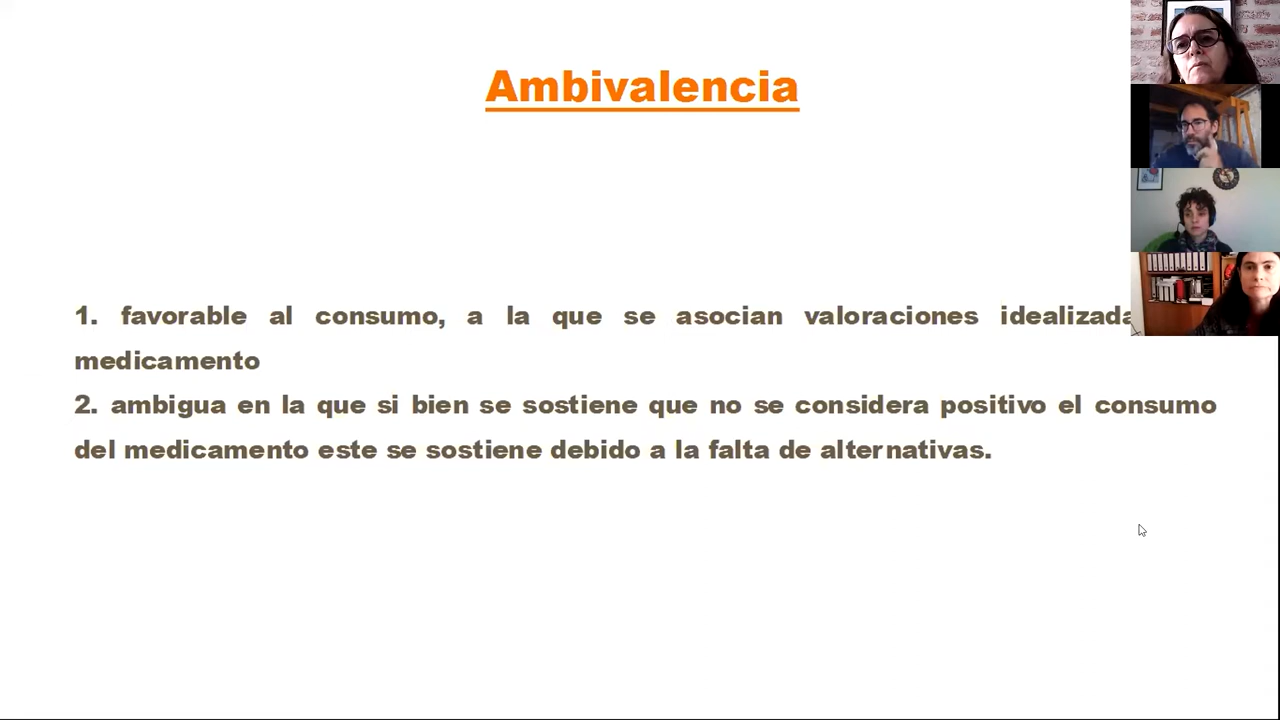 Ambivalencia
1. favorable al consumo, a la que se asocian valoraciones
medicamento
2. ambigua en la que si bien se sostiene que no se considera positivo el consumo
del medicamento este se sostiene debido a la falta de alternativas.